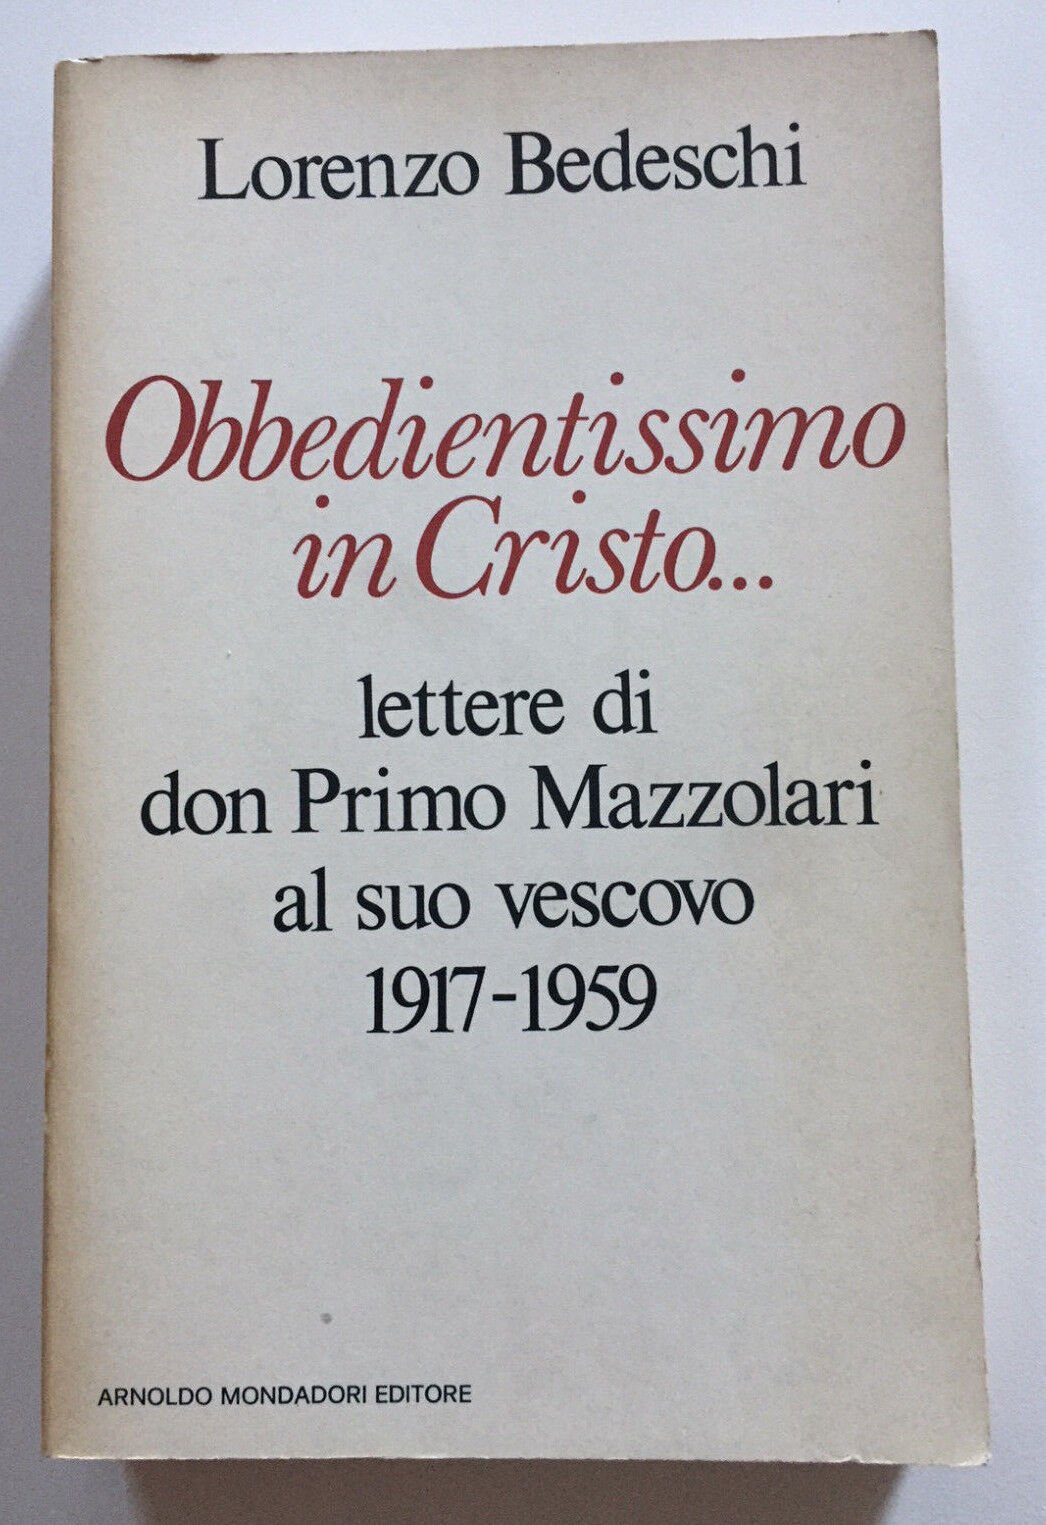 Lorenzo Bedeschi
Obbedientissimo
in Cristo...
lettere di
don Primo Mazzolari
al suo vescovo
1917-1959
ARNOLDO MONDADORI EDITORE